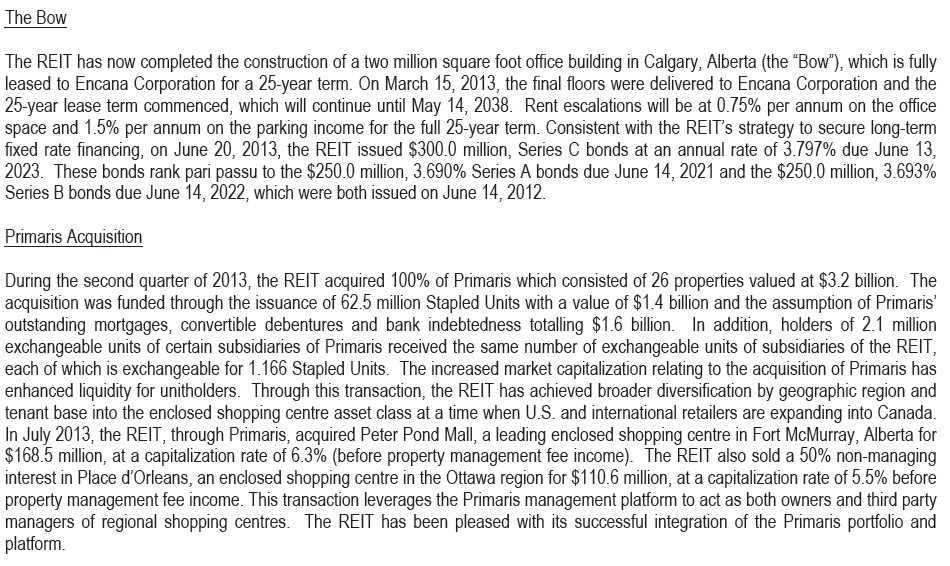 The Bow
The REIT has now completed the construction of a two million square foot office building in Calgary, Alberta (the “Bow”), which is fully
leased to Encana Corporation for a 25-year term. On March 15, 2013, the final floors were delivered to Encana Corporation and the
25-year lease term commenced, which will continue until May 14, 2038. Rent escalations will be at 0.75% per annum on the office
space and 1.5% per annum on the parking income for the full 25-year term. Consistent with the REIT’s strategy to secure long-term
fixed rate financing, on June 20, 2013, the REIT issued $300.0 million, Series C bonds at an annual rate of 3.797% due June 13,
2023. These bonds rank pari passu to the $250.0 million, 3.690% Series A bonds due June 14, 2021 and the $250.0 million, 3.693%
Series B bonds due June 14, 2022, which were both issued on June 14, 2012.
Primaris Acquisition
During the second quarter of 2013, the REIT acquired 100% of Primaris which consisted of 26 properties valued at $3.2 billion. The
acquisition was funded through the issuance of 62.5 million Stapled Units with a value of $1.4 billion and the assumption of Primaris’
outstanding mortgages, convertible debentures and bank indebtedness totalling $1.6 billion. In addition, holders of 2.1 million
exchangeable units of certain subsidiaries of Primaris received the same number of exchangeable units of subsidiaries of the REIT,
each of which is exchangeable for 1.166 Stapled Units. The increased market capitalization relating to the acquisition of Primaris has
enhanced liquidity for unitholders. Through this transaction, the REIT has achieved broader diversification by geographic region and
tenant base into the enclosed shopping centre asset class at a time when U.S. and international retailers are expanding into Canada.
In July 2013, the REIT, through Primaris, acquired Peter Pond Mall, a leading enclosed shopping centre in Fort McMurray, Alberta for
$168.5 million, at a capitalization rate of 6.3% (before property management fee income). The REIT also sold a 50% non-managing
interest in Place d’Orleans, an enclosed shopping centre in the Ottawa region for $110.6 million, at a capitalization rate of 5.5% before
property management fee income. This transaction leverages the Primaris management platform to act as both owners and third party
managers of regional shopping centres. The REIT has been pleased with its successful integration of the Primaris portfolio and
platform.